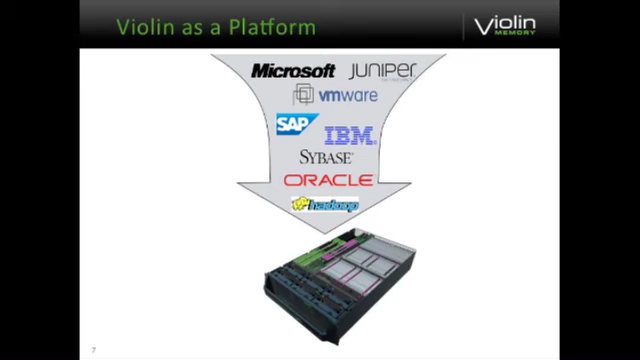 Violin as a Platform
Violin
MEMORY
Microsoft
JUNIPER
vmware
SAP
IBM
SYBASE
ORACLE
hadoop
7